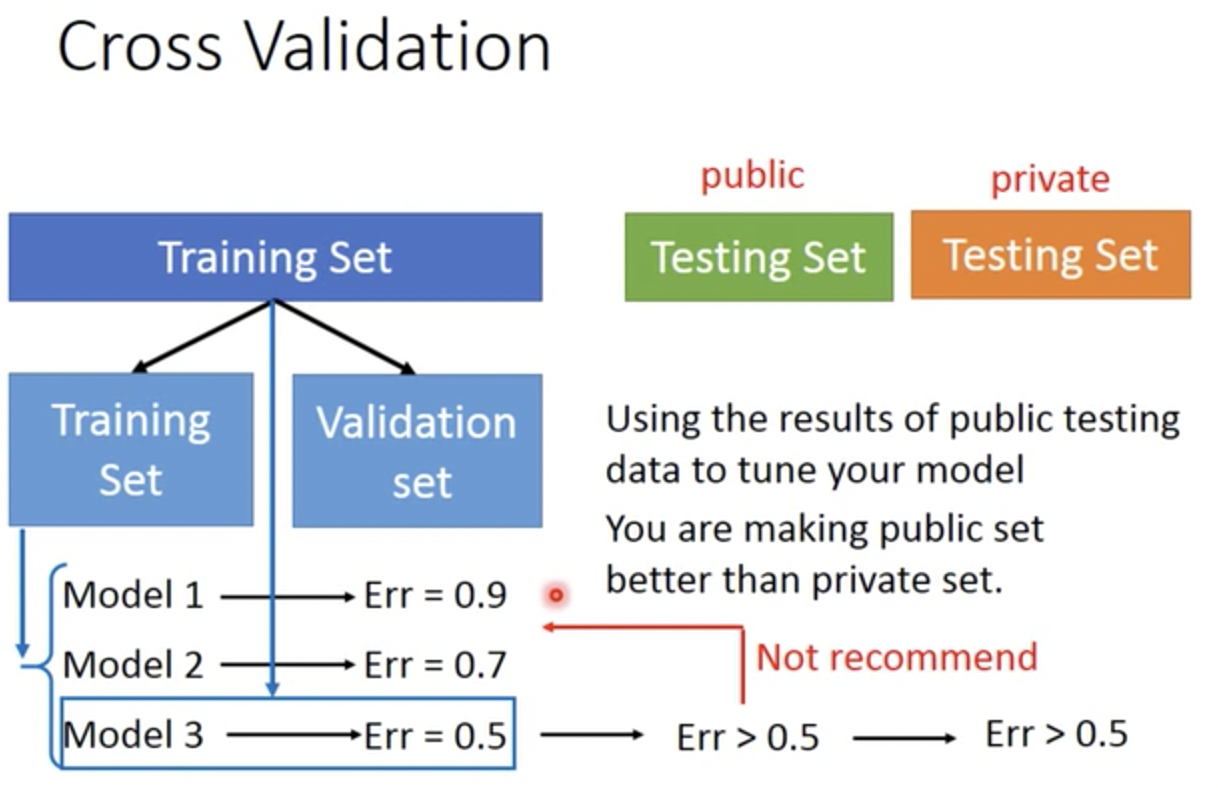 Cross Validation
public
private
Training Set
Testing Set
Testing Set
Training
Set
Validation
set
Using the results of public testing
data to tune your model
You are making public set
better than private set.
Model 1
Err = 0.9
Model 2
Err = 0.7
Not recommend
Model 3
Err = 0.5
Err > 0.5
Err > 0.5